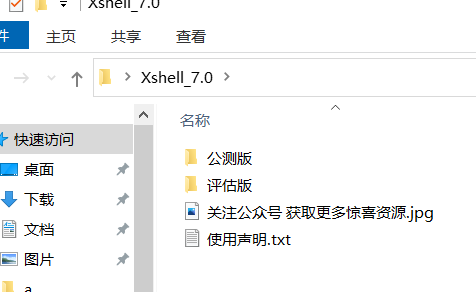 Xshell_7.0
件
主页
共享
查看
Xshell_7.0
快速访问
名称
桌面
公测版
下载
评估版
文档
关注公众号 获取更多惊喜资源.jpg
图片
使用声明.txt
a